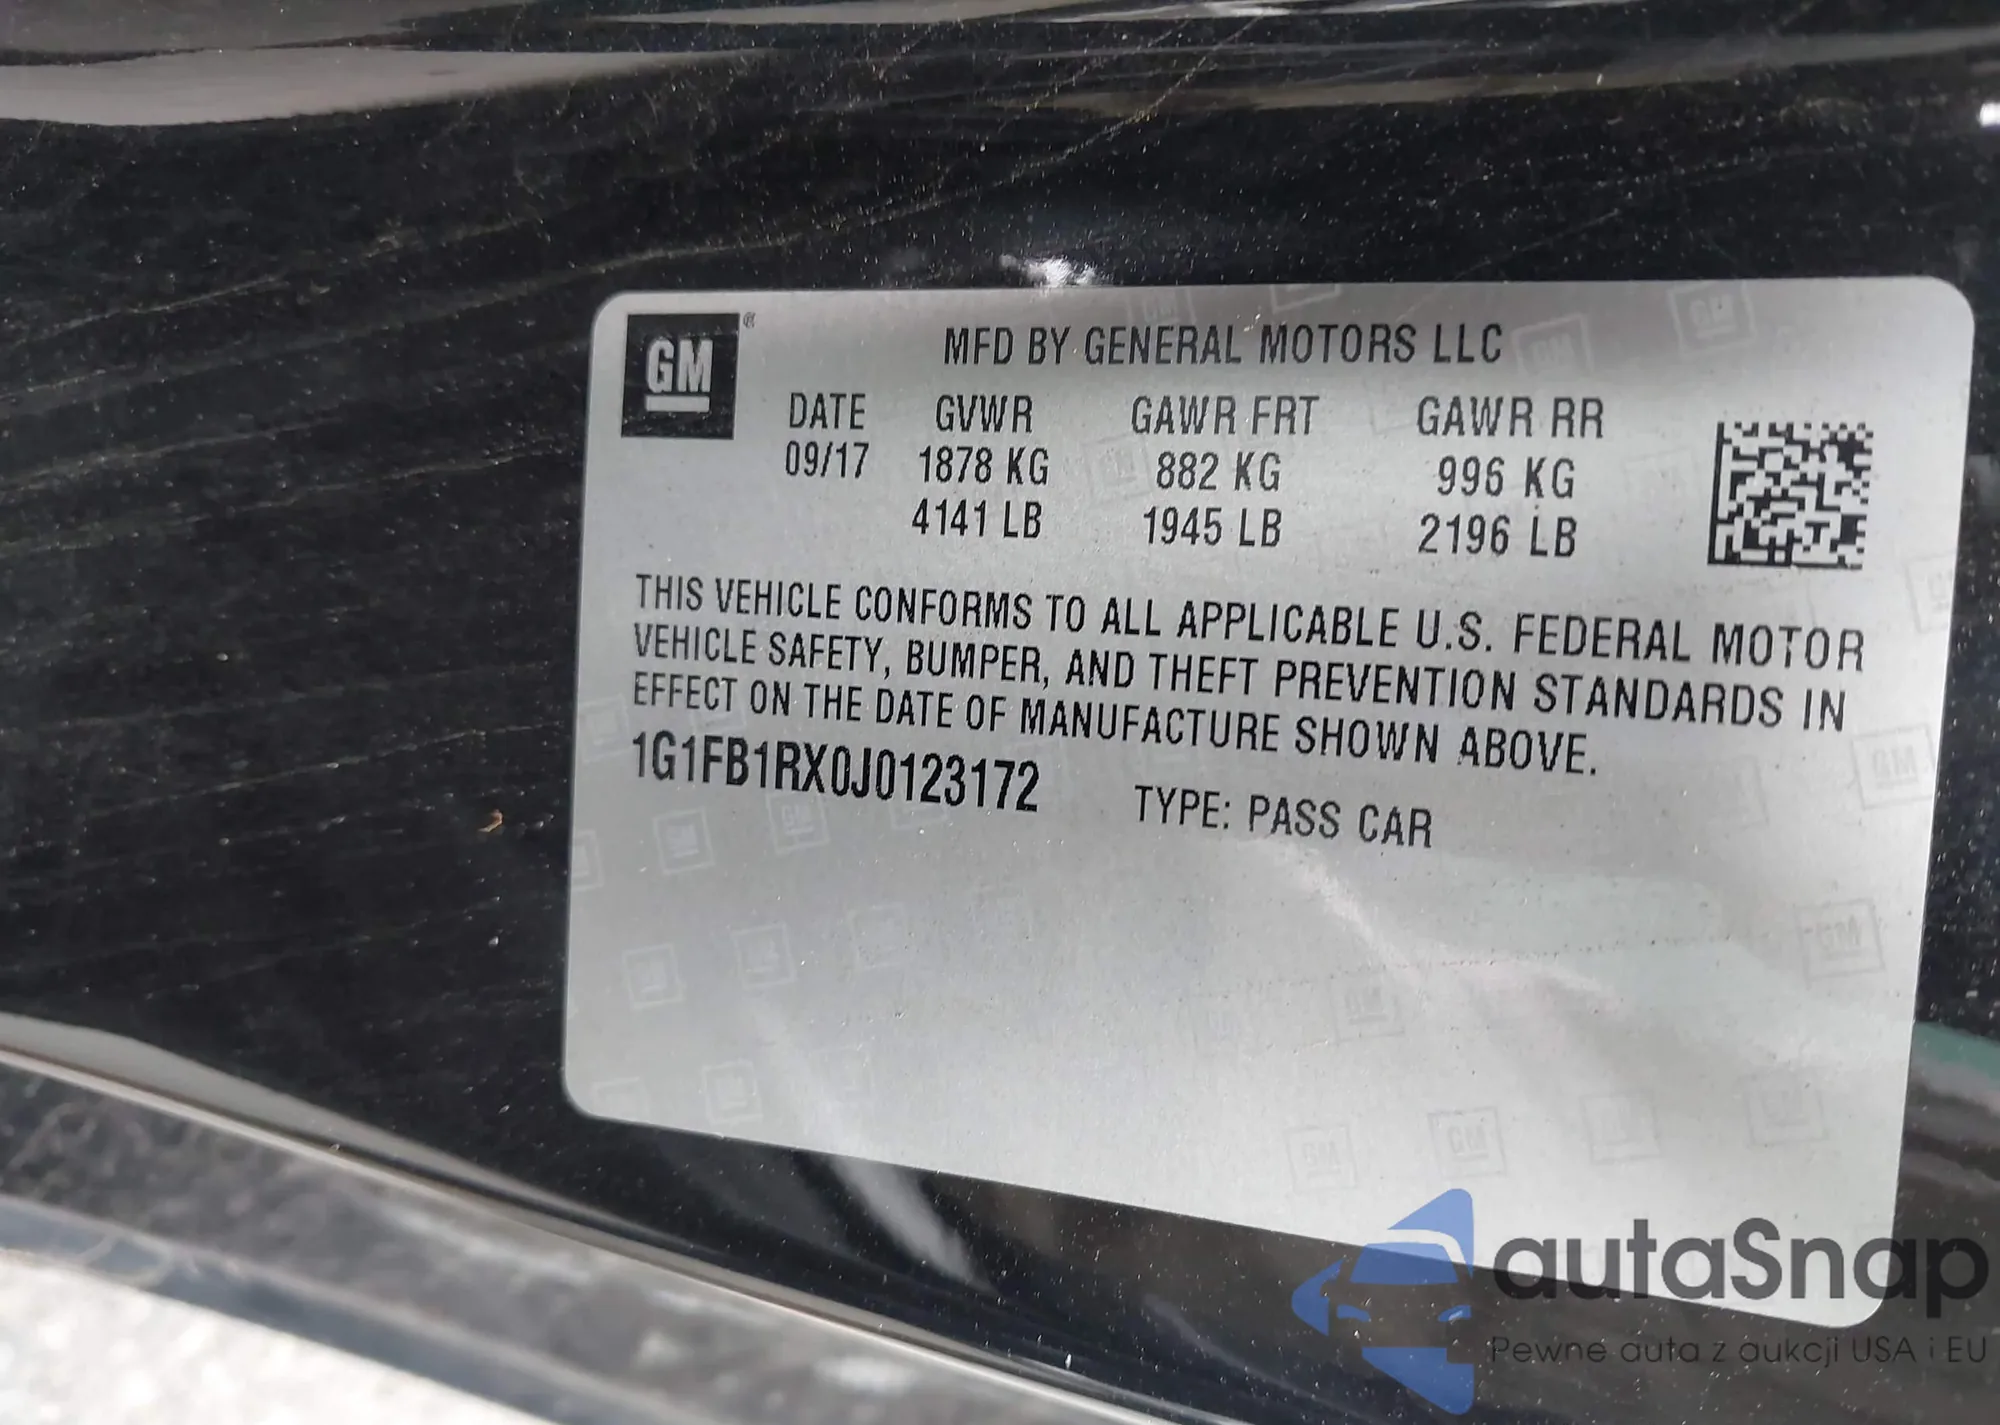 GM ®
MFD BY GENERAL MOTORS LLC
DATE GVWR GAWR FRT GAWR RR
09/17 1878 KG 882 KG 996 KG
4141 LB 1945 LB 2196 LB
THIS VEHICLE CONFORMS TO ALL APPLICABLE U.S. FEDERAL MOTOR
VEHICLE SAFETY, BUMPER, AND THEFT PREVENTION STANDARDS IN
EFFECT ON THE DATE OF MANUFACTURE SHOWN ABOVE.
1G1FB1RX0J0123172 TYPE: PASS CAR
autaSnap
Pewne auta z aukcji USA i EU